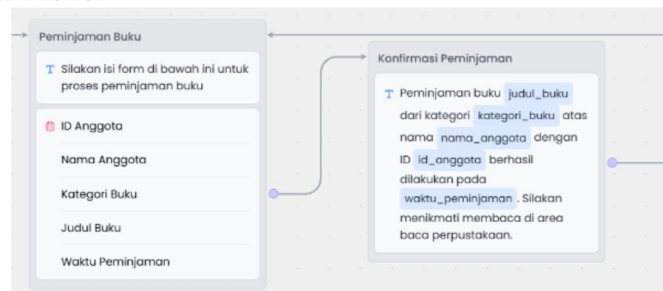 Peminjaman Buku
Silakan isi form di bawah ini untuk
proses peminjaman buku
ID Anggota
Nama Anggota
Kategori Buku
Judul Buku
Waktu Peminjaman
Konfirmasi Peminjaman
Peminjaman buku judul_buku
dari kategori kategori_buku atas
nama nama_anggota dengan
ID id_anggota berhasil
dilakukan pada
waktu_peminjaman . Silakan
menikmati membaca di area
baca perpustakaan.